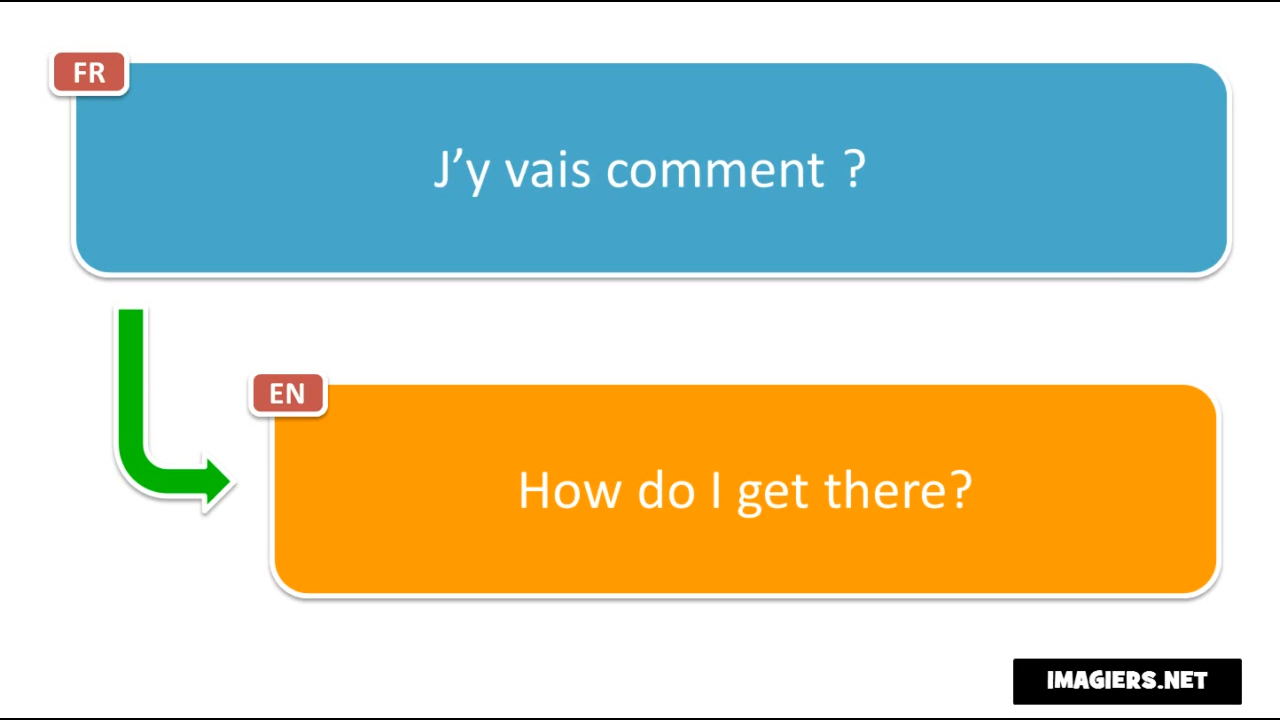 FR
J’y vais comment ?
EN
How do I get there?
IMAGIERS.NET